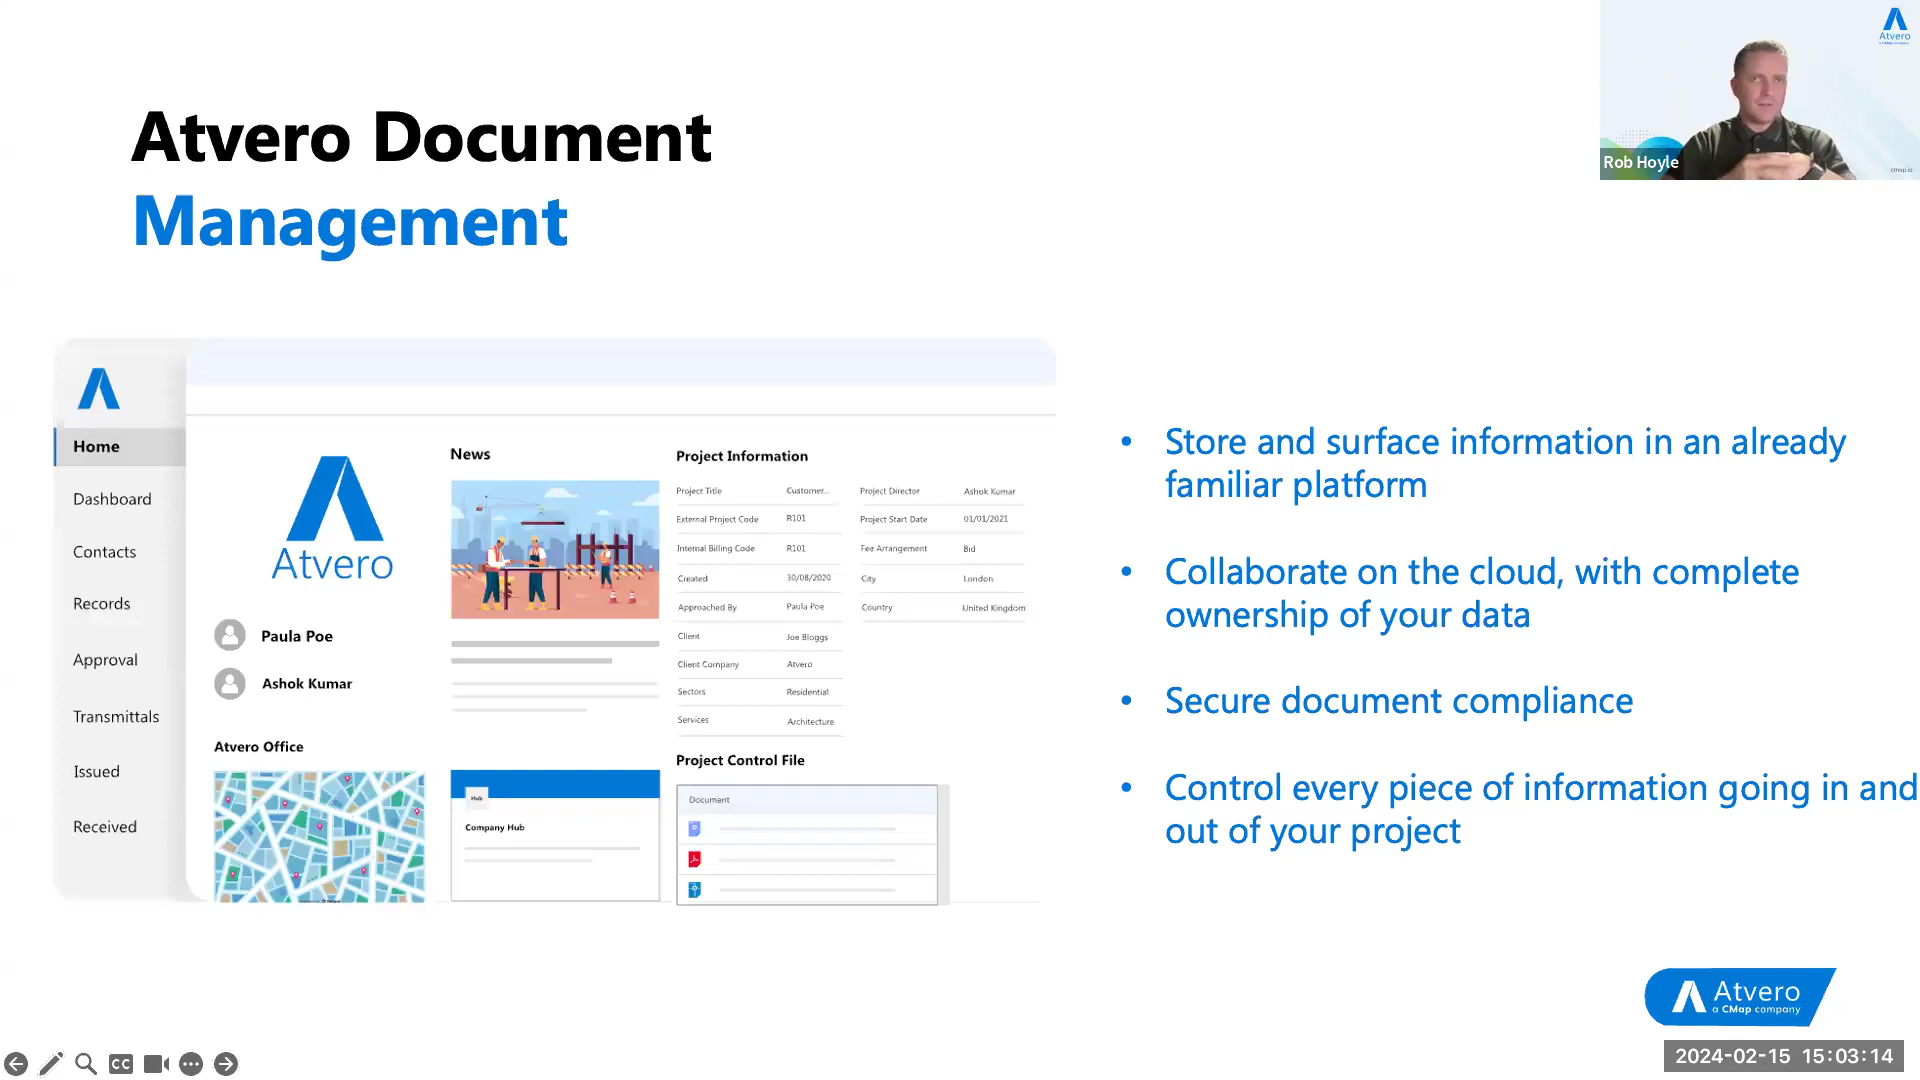 Atvero Document
Management
Atvero
Rob Hoyle
cmap.io
Home
Dashboard
Contacts
Records
Approval
Transmittals
Issued
Received
Atvero
Paula Poe
Ashok Kumar
Atvero Office
News
Hub
Company Hub
Project Information
Project Title Customer...
External Project Code R101
Internal Billing Code R101
Created 30/08/2020
Approached By Paula Poe
Client Joe Bloggs
Client Company Atvero
Sectors Residential
Services Architecture
Project Director Ashok Kumar
Project Start Date 01/01/2021
Fee Arrangement Bid
City London
Country United Kingdom
Project Control File
Document
• Store and surface information in an already
familiar platform
• Collaborate on the cloud, with complete
ownership of your data
• Secure document compliance
• Control every piece of information going in and
out of your project
Atvero
a CMap company
CC
2024-02-15 15:03:14